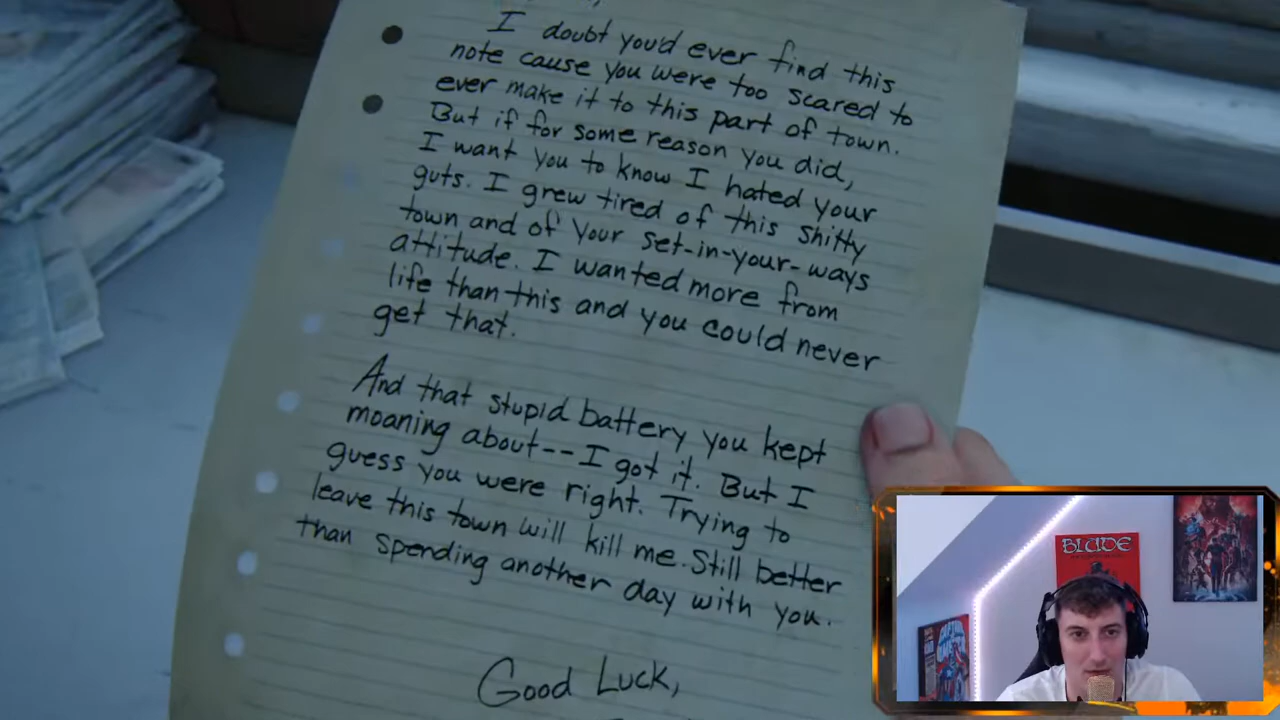 I doubt you'd ever find this
note cause you were too scared to
ever make it to this part of town.
But if for some reason you did,
I want you to know I hated your
guts. I grew tired of this shitty
town and of your set-in-your-ways
attitude. I wanted more from
life than this and you could never
get that.
And that stupid battery you kept
moaning about--I got it. But I
guess you were right. Trying to
leave this town will kill me. Still better
than spending another day with you.
Good Luck,
BLADE
CAPTAIN